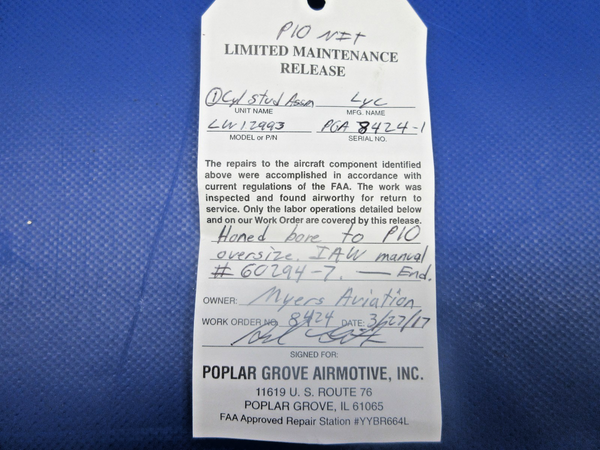 P10 NIT
LIMITED MAINTENANCE
RELEASE
① Cyl Stud Assm Lyc
UNIT NAME MFG. NAME
LW12993 PGA 8424-1
MODEL or P/N SERIAL NO.
The repairs to the aircraft component identified
above were accomplished in accordance with
current regulations of the FAA. The work was
inspected and found airworthy for return to
service. Only the labor operations detailed below
and on our Work Order are covered by this release.
Honed bore to P10
oversize. IAW manual
# 60294-7. — End.
OWNER: Myers Aviation
WORK ORDER NO. 8424 DATE: 3/27/17
SIGNED FOR:
POPLAR GROVE AIRMOTIVE, INC.
11619 U. S. ROUTE 76
POPLAR GROVE, IL 61065
FAA Approved Repair Station #YYBR664L